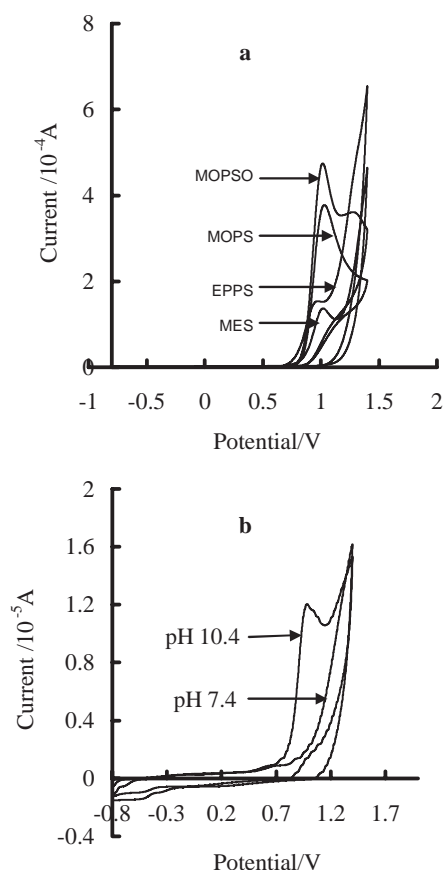 a
8
6
4
2
0
Current /10⁻⁴A
MOPSO
MOPS
EPPS
MES
-1 -0.5 0 0.5 1 1.5 2
Potential/V
b
2
1.6
1.2
0.8
0.4
0
-0.4
Current /10⁻⁵A
pH 10.4
pH 7.4
-0.8 -0.3 0.2 0.7 1.2 1.7
Potential/V